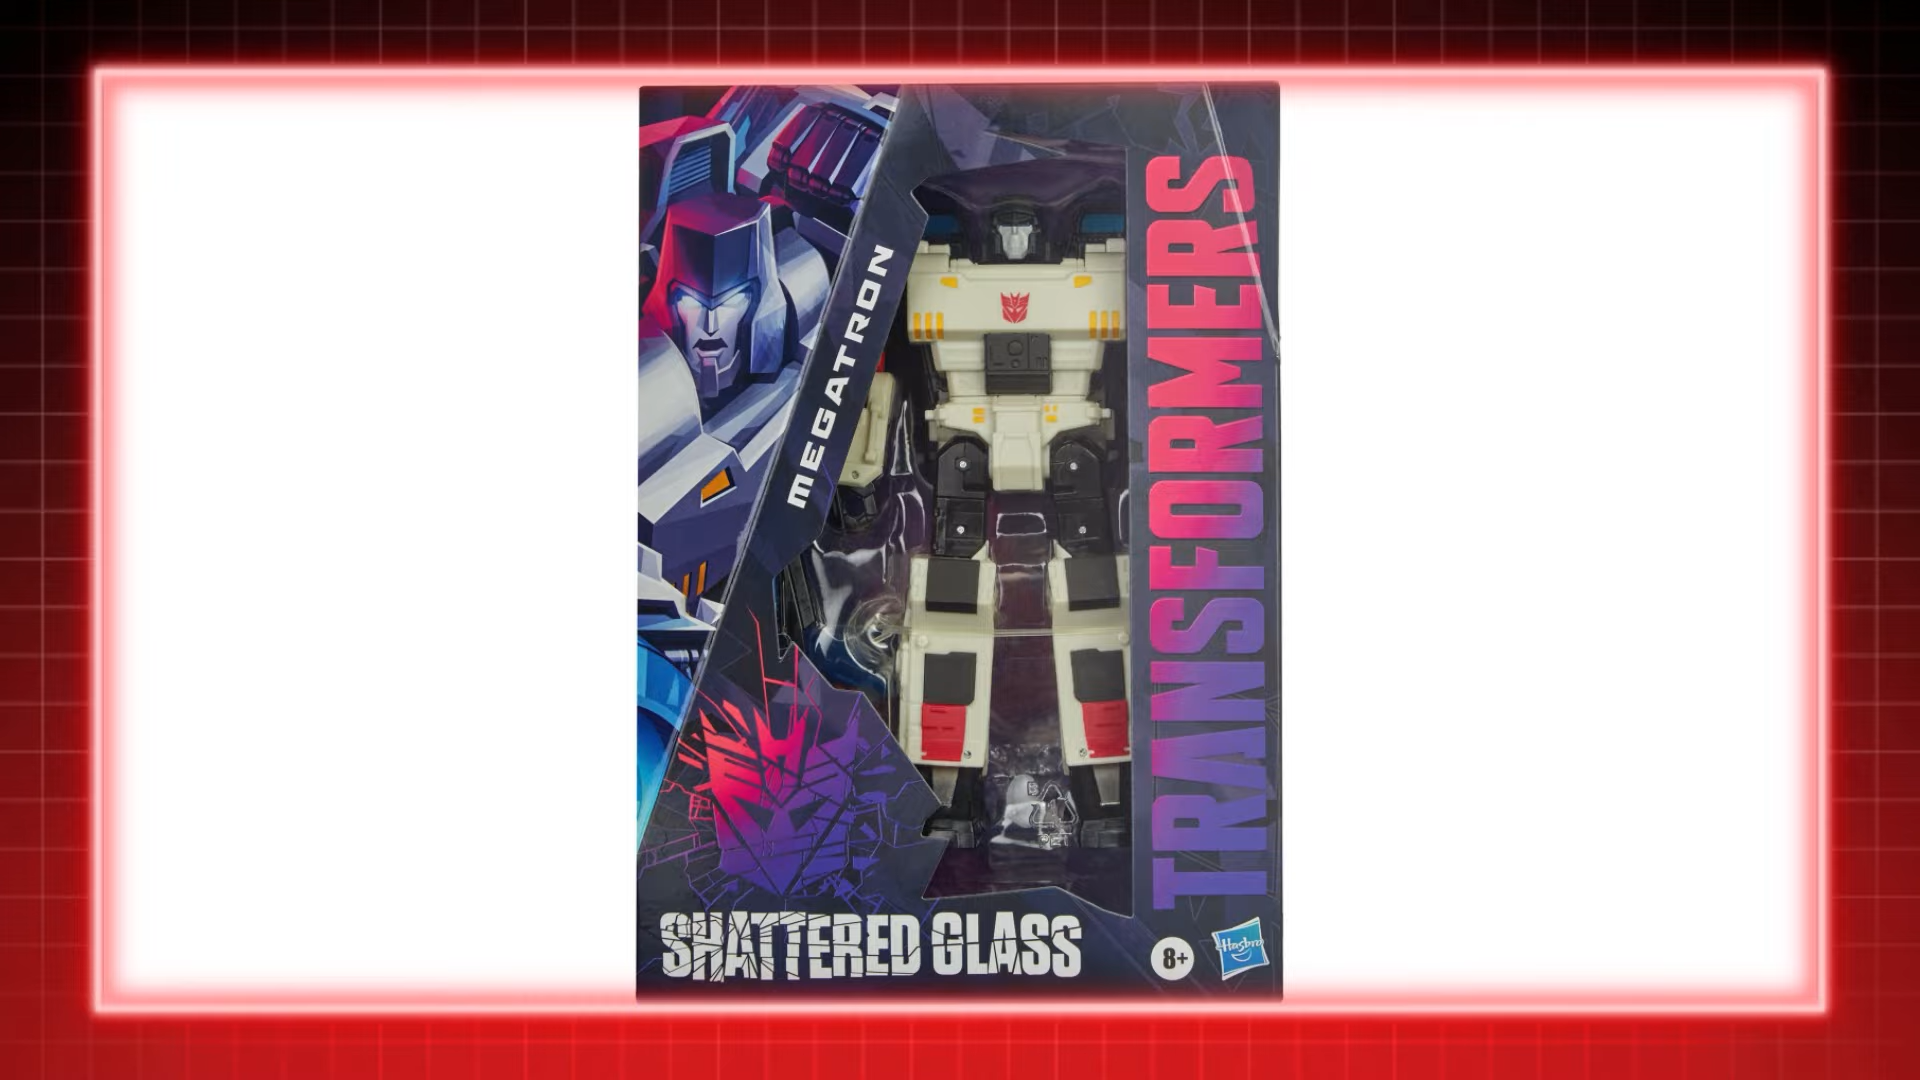 MEGATRON
TRANSFORMERS
SHATTERED GLASS
8+
Hasbro